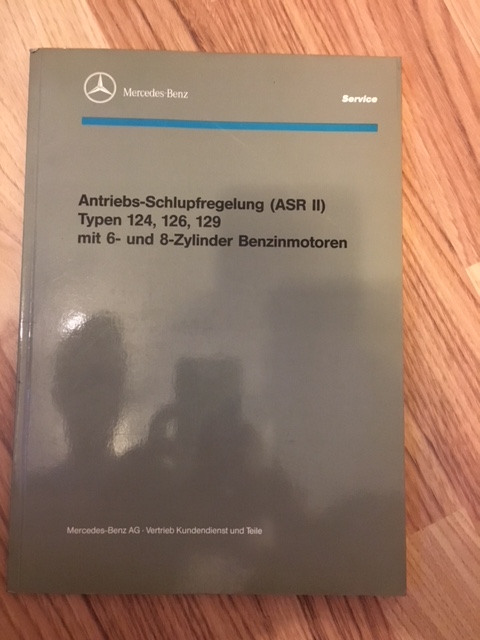 Mercedes-Benz
Service
Antriebs-Schlupfregelung (ASR II)
Typen 124, 126, 129
mit 6- und 8-Zylinder Benzinmotoren
Mercedes-Benz AG · Vertrieb Kundendienst und Teile